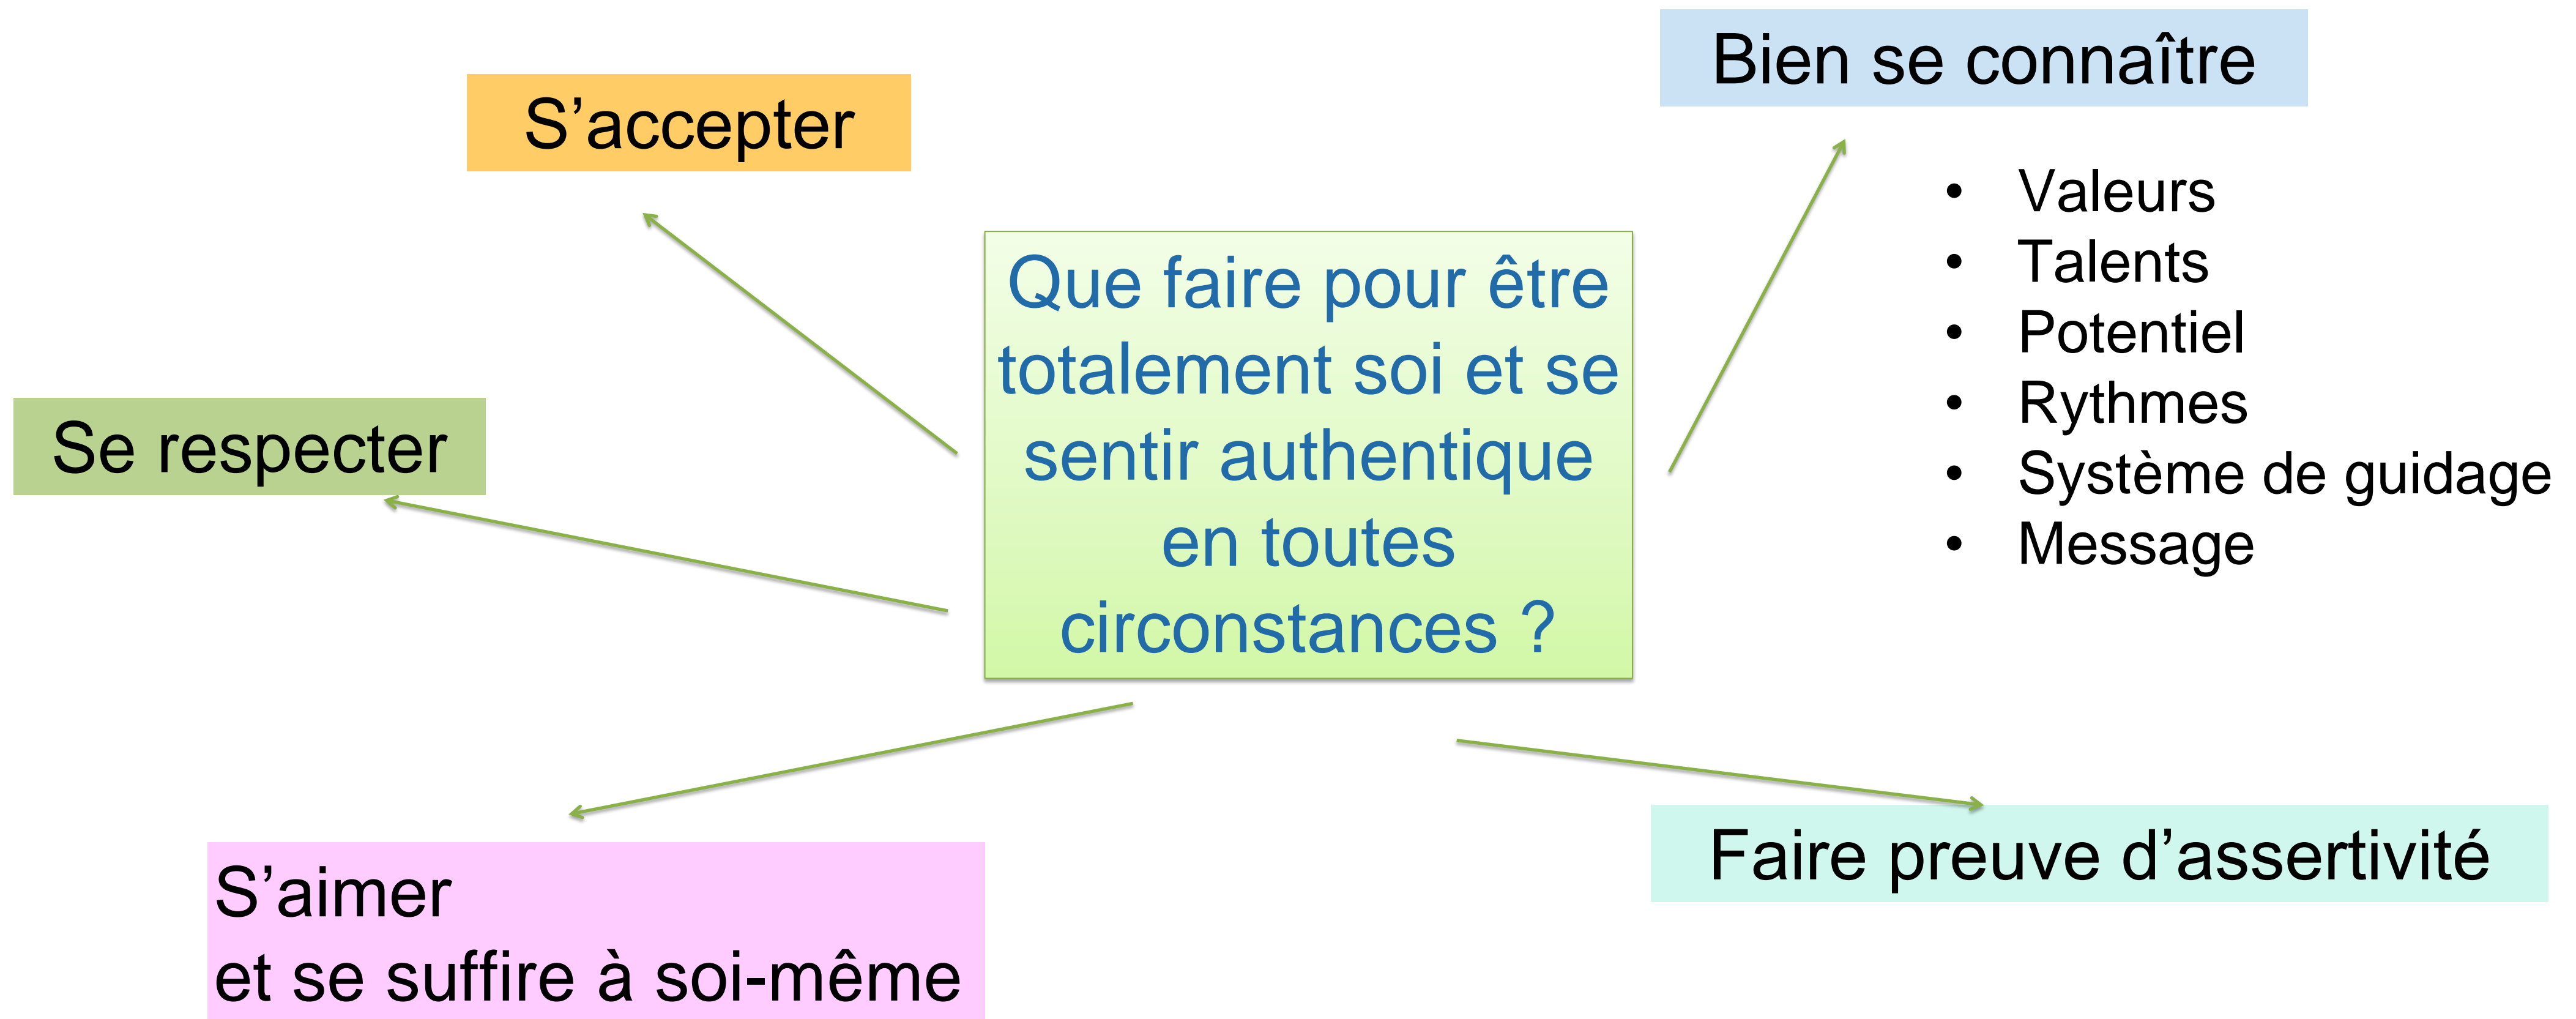 Bien se connaître
S’accepter
Valeurs
Talents
Potentiel
Rythmes
Système de guidage
Message
Que faire pour être
totalement soi et se
sentir authentique
en toutes
circonstances ?
Se respecter
Faire preuve d’assertivité
S’aimer
et se suffire à soi-même